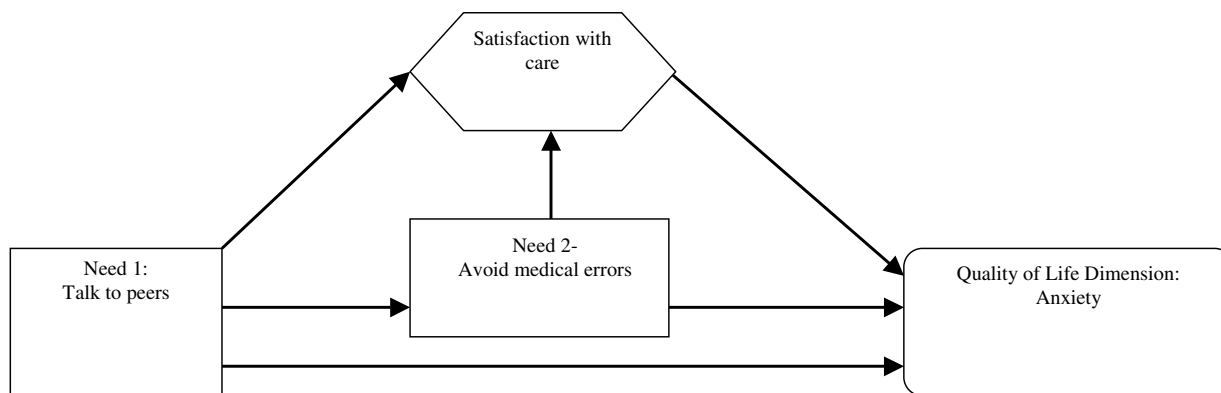 Satisfaction with
care
Need 2-
Avoid medical errors
Need 1:
Talk to peers
Quality of Life Dimension:
Anxiety